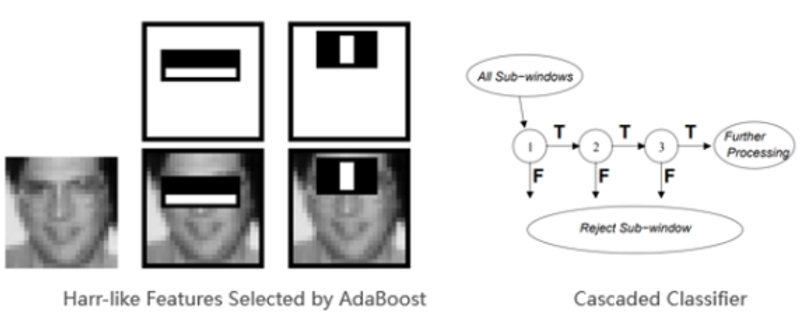 All Sub-windows
1
T
2
T
3
T
Further
Processing
F
F
F
Reject Sub-window
Harr-like Features Selected by AdaBoost
Cascaded Classifier